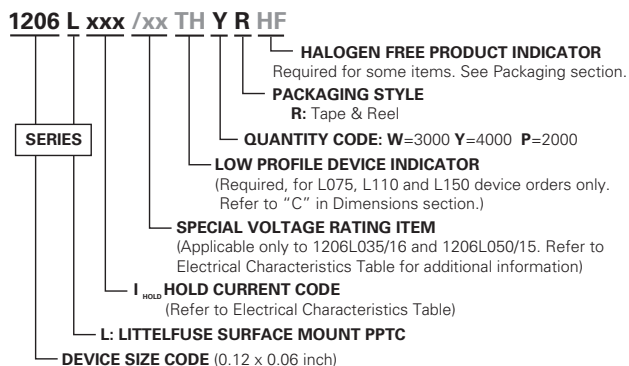 1206 L xxx /xx TH Y R HF
HALOGEN FREE PRODUCT INDICATOR
Required for some items. See Packaging section.
PACKAGING STYLE
R: Tape & Reel
SERIES
QUANTITY CODE: W=3000 Y=4000 P=2000
LOW PROFILE DEVICE INDICATOR
(Required, for L075, L110 and L150 device orders only.
Refer to “C” in Dimensions section.)
SPECIAL VOLTAGE RATING ITEM
(Applicable only to 1206L035/16 and 1206L050/15. Refer to
Electrical Characteristics Table for additional information)
I HOLD HOLD CURRENT CODE
(Refer to Electrical Characteristics Table)
L: LITTELFUSE SURFACE MOUNT PPTC
DEVICE SIZE CODE (0.12 x 0.06 inch)